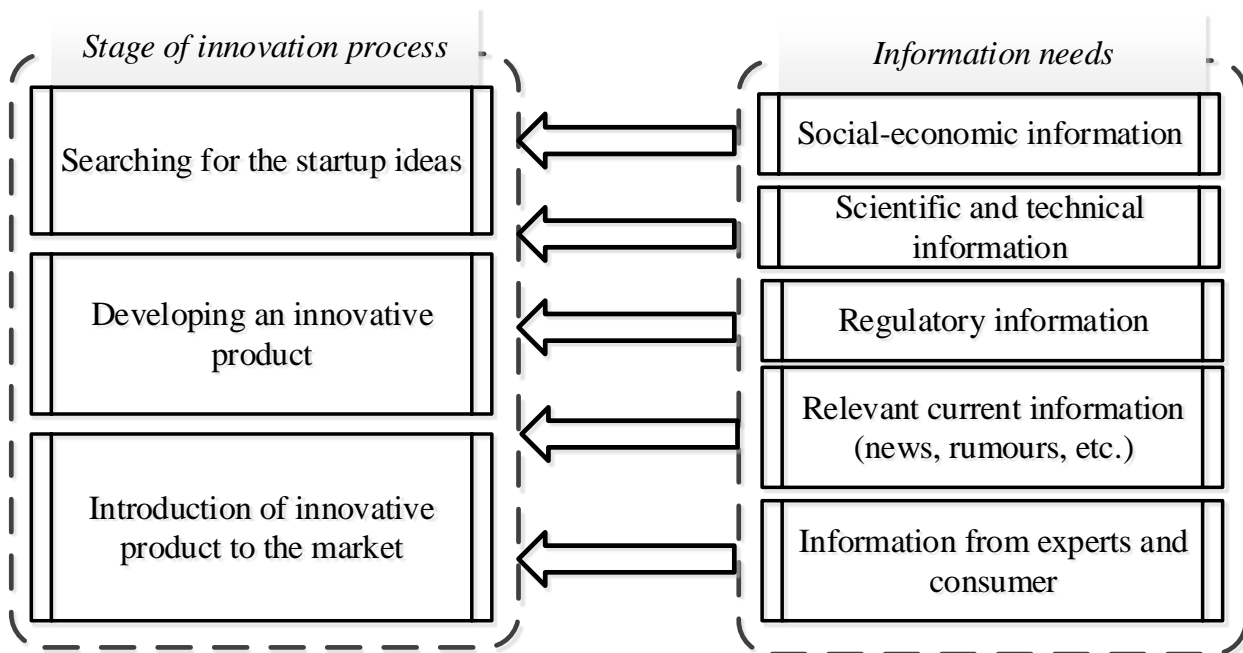 Stage of innovation process
Searching for the startup ideas
Developing an innovative
product
Introduction of innovative
product to the market
Information needs
Social-economic information
Scientific and technical
information
Regulatory information
Relevant current information
(news, rumours, etc.)
Information from experts and
consumer